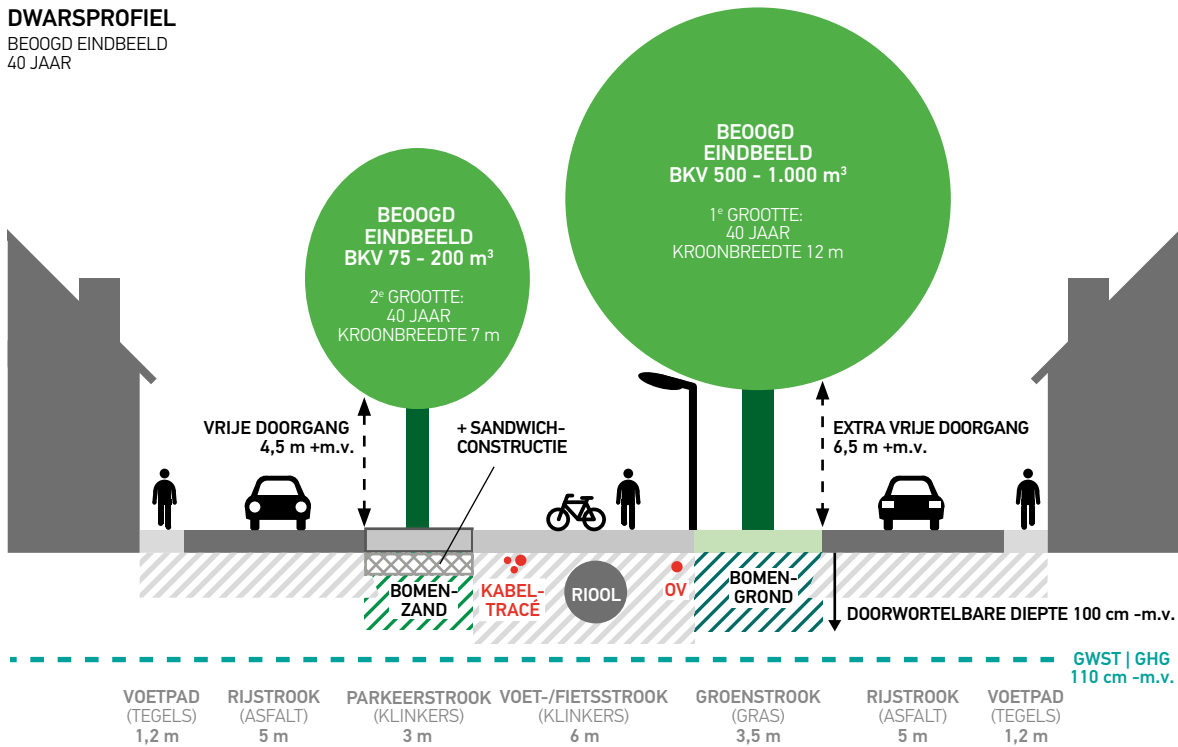 DWARSPROFIEL
BEOOGD EINDBEELD
40 JAAR
BEOOGD
EINDBEELD
BKV 75 - 200 m³
2ᵉ GROOTTE:
40 JAAR
KROONBREEDTE 7 m
BEOOGD
EINDBEELD
BKV 500 - 1.000 m³
1ᵉ GROOTTE:
40 JAAR
KROONBREEDTE 12 m
VRIJE DOORGANG
4,5 m +m.v.
+ SANDWICH-
CONSTRUCTIE
EXTRA VRIJE DOORGANG
6,5 m +m.v.
BOMEN-
ZAND
KABEL-
TRACÉ
RIOOL
OV
BOMEN-
GROND
DOORWORTELBARE DIEPTE 100 cm -m.v.
GWST | GHG
110 cm -m.v.
VOETPAD
(TEGELS)
1,2 m
RIJSTROOK
(ASFALT)
5 m
PARKEERSTROOK
(KLINKERS)
3 m
VOET-/FIETSSTROOK
(KLINKERS)
6 m
GROENSTROOK
(GRAS)
3,5 m
RIJSTROOK
(ASFALT)
5 m
VOETPAD
(TEGELS)
1,2 m